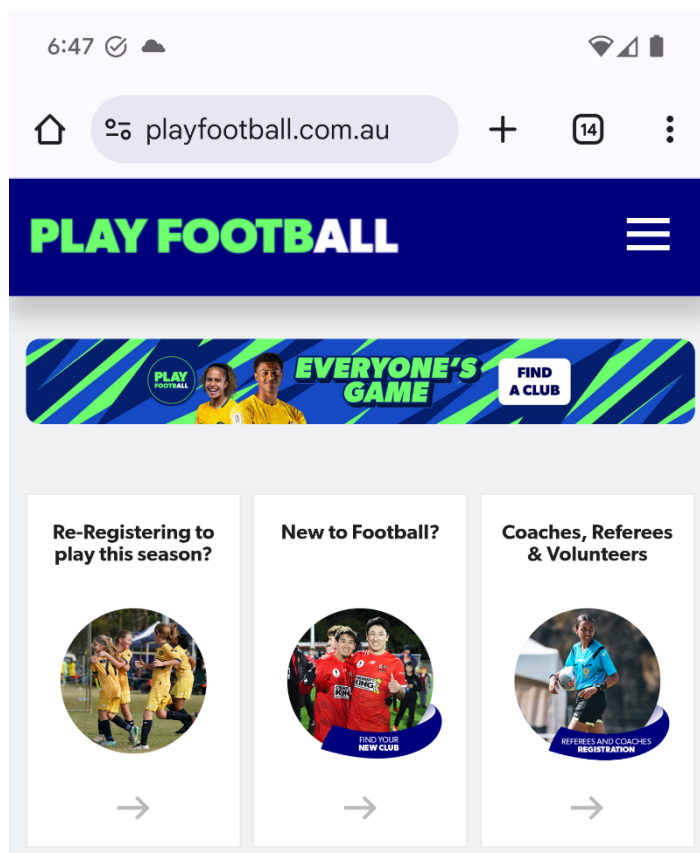 6:47
playfootball.com.au
14
PLAY FOOTBALL
PLAY
FOOTBALL
EVERYONE'S
GAME
FIND
A CLUB
Re-Registering to
play this season?
New to Football?
Coaches, Referees
& Volunteers
FIND YOUR
NEW CLUB
REFEREES AND COACHES
REGISTRATION